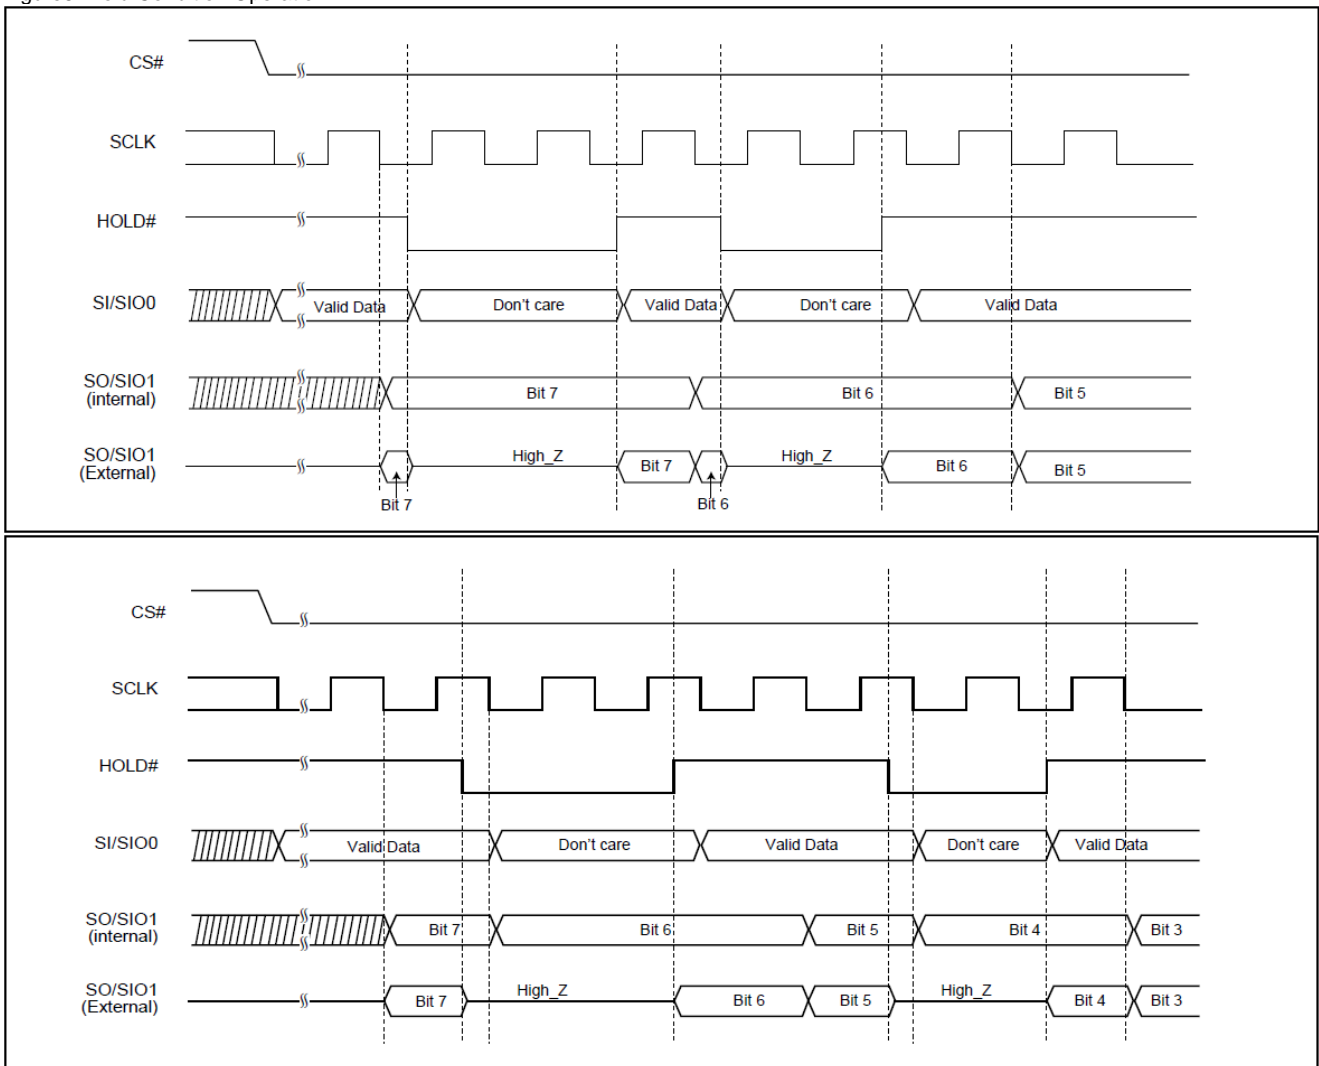 CS#
SCLK
HOLD#
SI/SIO0 Valid Data Don't care Valid Data Don't care Valid Data
SO/SIO1
(internal) Bit 7 Bit 6 Bit 5
SO/SIO1
(External) High_Z Bit 7 High_Z Bit 6 Bit 5
Bit 7 Bit 6
CS#
SCLK
HOLD#
SI/SIO0 Valid Data Don't care Valid Data Don't care Valid Data
SO/SIO1
(internal) Bit 7 Bit 6 Bit 5 Bit 4 Bit 3
SO/SIO1
(External) Bit 7 High_Z Bit 6 Bit 5 High_Z Bit 4 Bit 3